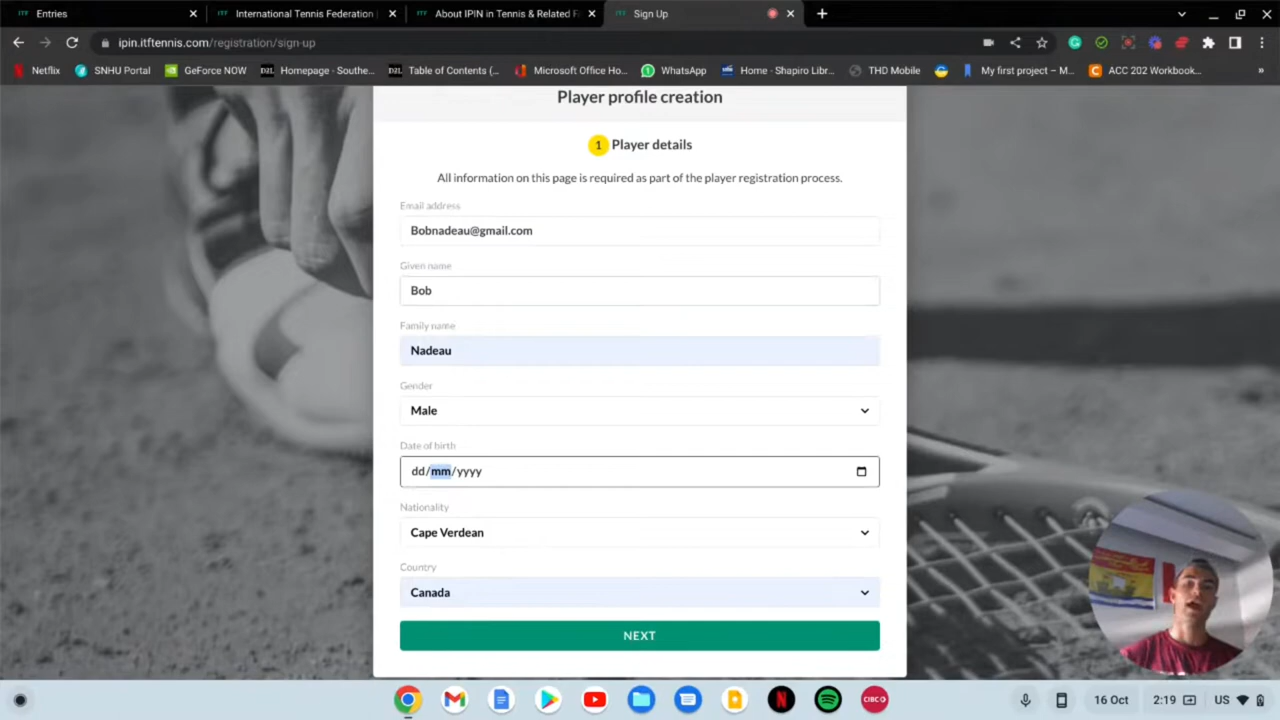 Entries
International Tennis Federation
About IPIN in Tennis & Related F
Sign Up
ipin.itftennis.com/registration/sign-up
Netflix
SNHU Portal
GeForce NOW
D2L Homepage - Southe...
D2L Table of Contents (...
Microsoft Office Ho...
WhatsApp
Home - Shapiro Libr...
THD Mobile
My first project – M...
ACC 202 Workbook...
»
Player profile creation
1 Player details
All information on this page is required as part of the player registration process.
Email address
Bobnadeau@gmail.com
Given name
Bob
Family name
Nadeau
Gender
Male
Date of birth
dd/mm/yyyy
Nationality
Cape Verdean
Country
Canada
NEXT
CIBC
16 Oct
2:19
US